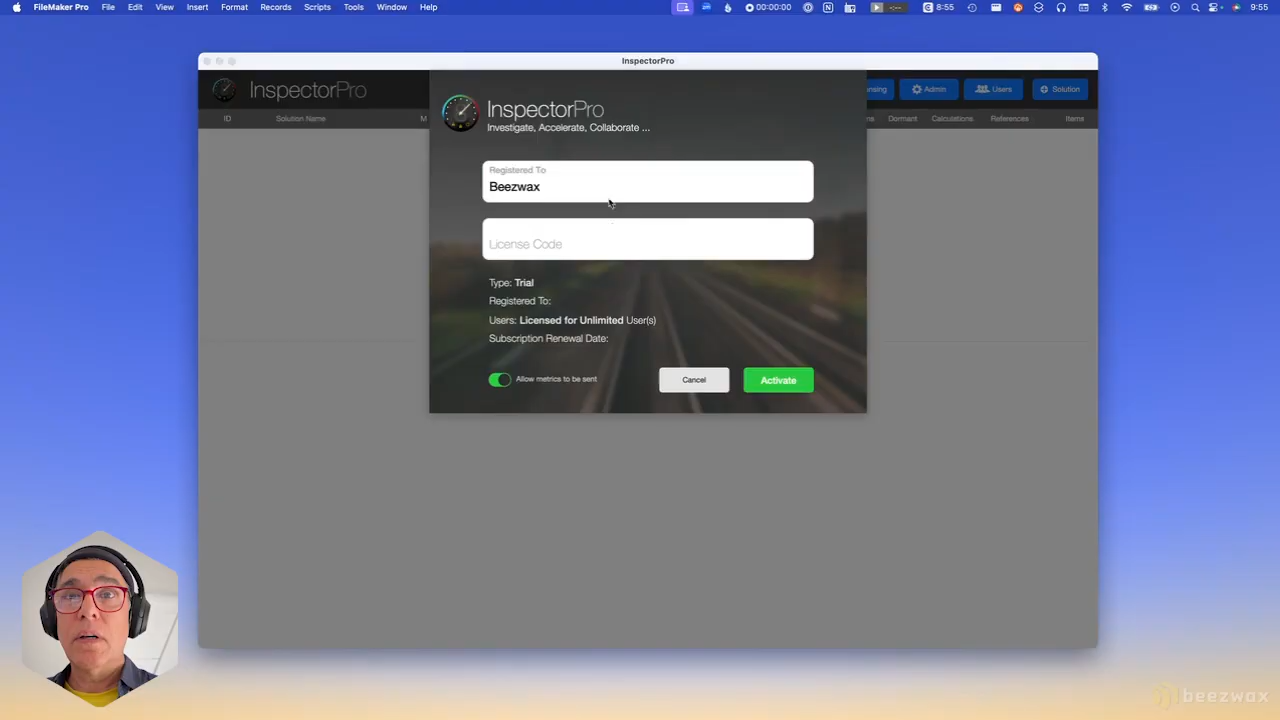 FileMaker Pro File Edit View Insert Format Records Scripts Tools Window Help 00:00:00 8:55 9:55
InspectorPro
InspectorPro
Admin Users Solution
ID Solution Name Dormant Calculations References Items
InspectorPro
Investigate, Accelerate, Collaborate ...
Registered To
Beezwax
License Code
Type: Trial
Registered To:
Users: Licensed for Unlimited User(s)
Subscription Renewal Date:
Allow metrics to be sent
Cancel
Activate
beezwax